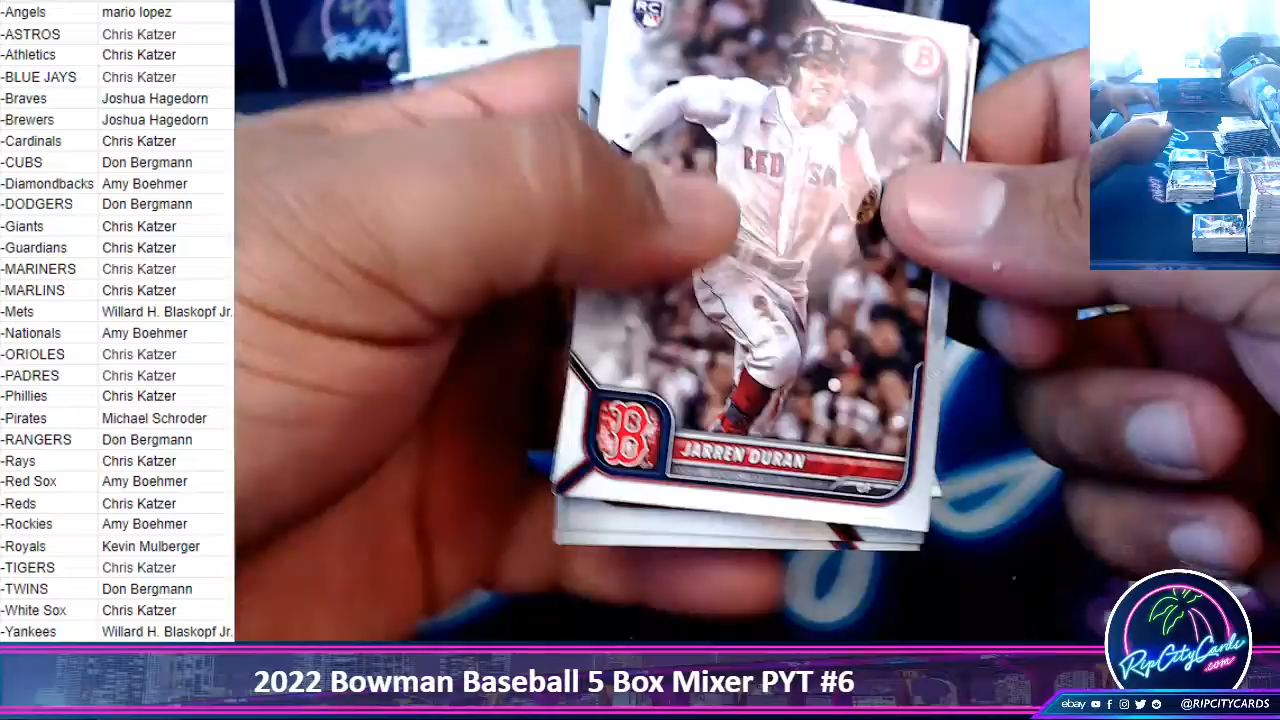 -Angels mario lopez
-ASTROS Chris Katzer
-Athletics Chris Katzer
-BLUE JAYS Chris Katzer
-Braves Joshua Hagedorn
-Brewers Joshua Hagedorn
-Cardinals Chris Katzer
-CUBS Don Bergmann
-Diamondbacks Amy Boehmer
-DODGERS Don Bergmann
-Giants Chris Katzer
-Guardians Chris Katzer
-MARINERS Chris Katzer
-MARLINS Chris Katzer
-Mets Willard H. Blaskopf Jr.
-Nationals Amy Boehmer
-ORIOLES Chris Katzer
-PADRES Chris Katzer
-Phillies Chris Katzer
-Pirates Michael Schroder
-RANGERS Don Bergmann
-Rays Chris Katzer
-Red Sox Amy Boehmer
-Reds Chris Katzer
-Rockies Amy Boehmer
-Royals Kevin Mulberger
-TIGERS Chris Katzer
-TWINS Don Bergmann
-White Sox Chris Katzer
-Yankees Willard H. Blaskopf Jr.
RC
B
RED SO
B
JARREN DURAN
RipCityCards
.com
2022 Bowman Baseball 5 Box Mixer PYT #6
ebay @RIPCITYCARDS